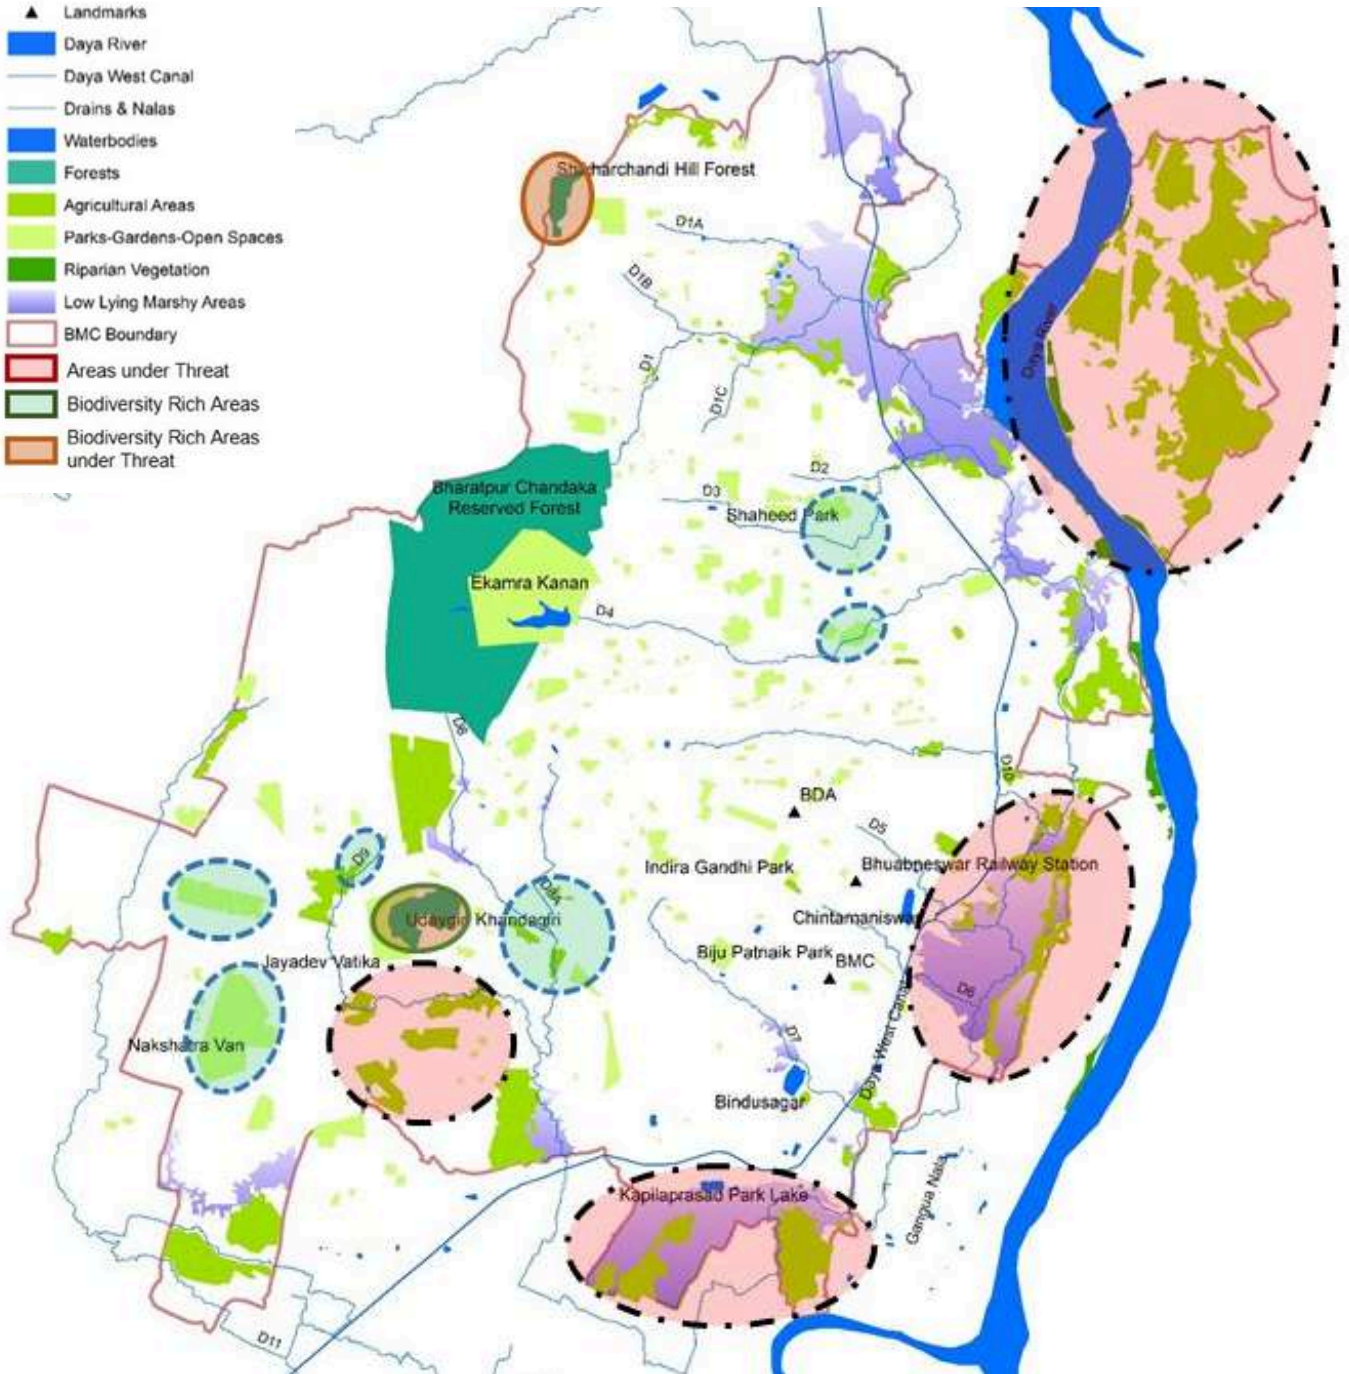 Landmarks
Daya River
Daya West Canal
Drains & Nalas
Waterbodies
Forests
Agricultural Areas
Parks-Gardens-Open Spaces
Riparian Vegetation
Low Lying Marshy Areas
BMC Boundary
Areas under Threat
Biodiversity Rich Areas
Biodiversity Rich Areas
under Threat
Shikharchandi Hill Forest
D1A
D1B
D1
D1C
Daya River
D2
D3
Bharatpur Chandaka
Reserved Forest
Shaheed Park
Ekamra Kanan
D4
D10
BDA
D5
D9
Indira Gandhi Park
Bhuabneswar Railway Station
Udaygiri Khandagiri
Chintamaniswar
Jayadev Vatika
Biju Patnaik Park
BMC
D6
Nakshatra Van
D7
Daya West Canal
Bindusagar
Gangua Nala
Kapilaprasad Park Lake
D11